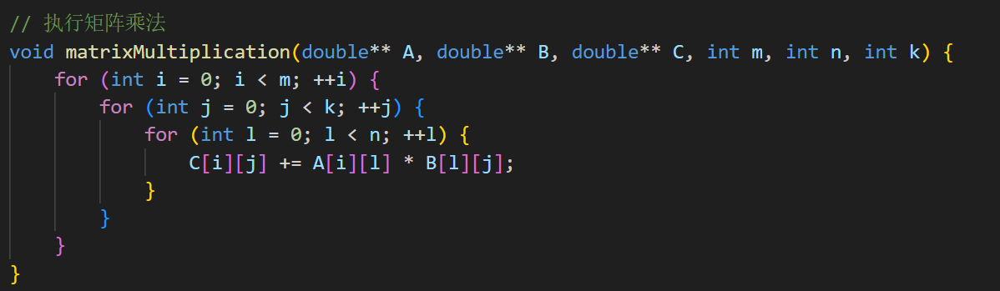 // 执行矩阵乘法
void matrixMultiplication(double** A, double** B, double** C, int m, int n, int k) {
    for (int i = 0; i < m; ++i) {
        for (int j = 0; j < k; ++j) {
            for (int l = 0; l < n; ++l) {
                C[i][j] += A[i][l] * B[l][j];
            }
        }
    }
}